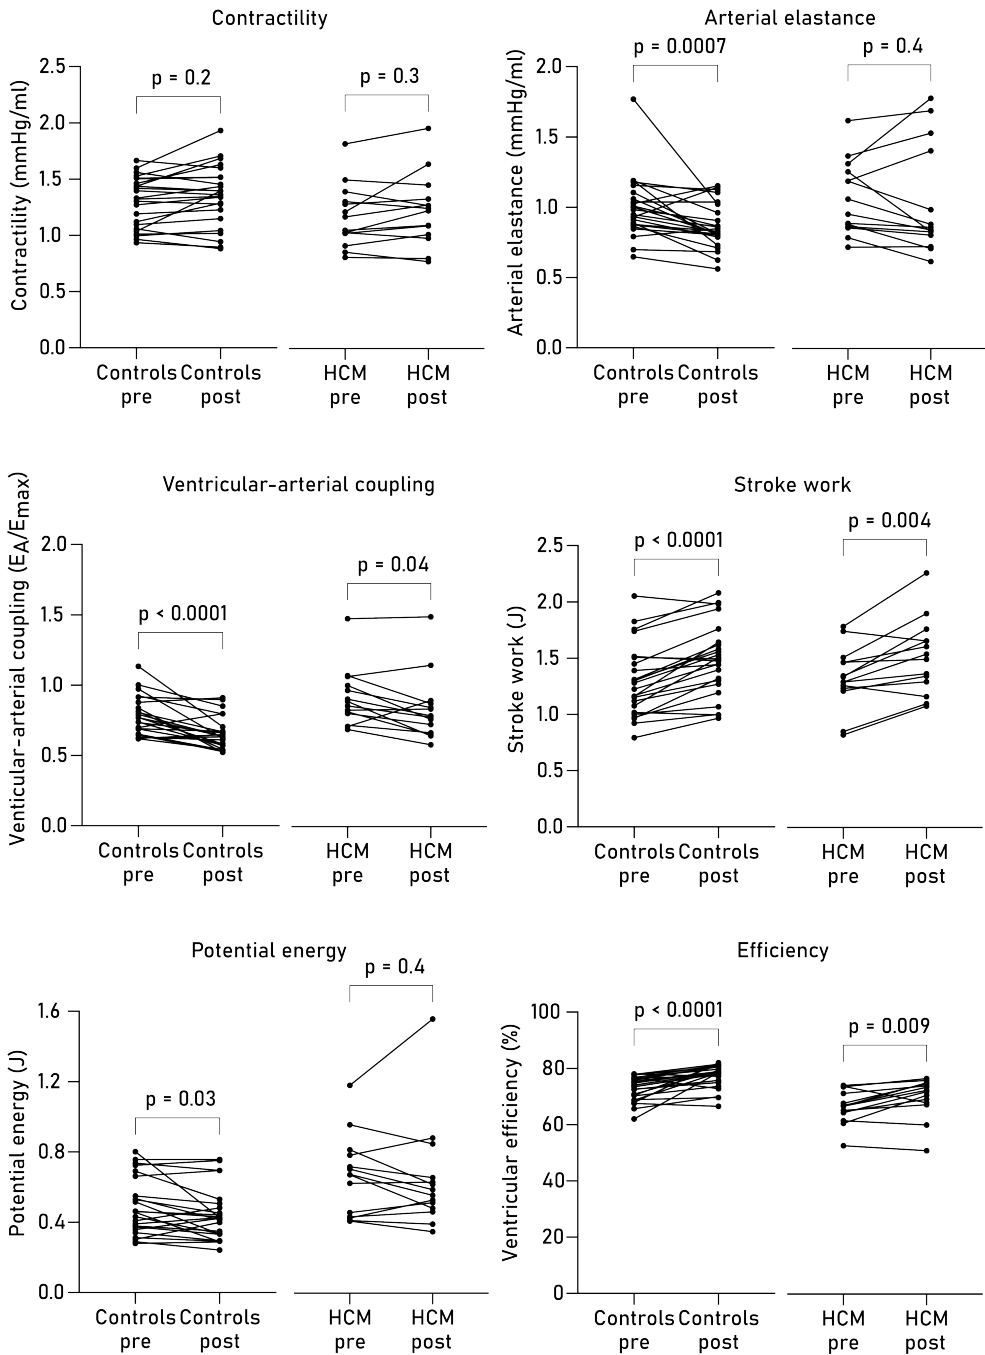 Contractility
Contractility (mmHg/ml)
2.5
2.0
1.5
1.0
0.5
0.0
p = 0.2
p = 0.3
Controls pre
Controls post
HCM pre
HCM post
Arterial elastance
Arterial elastance (mmHg/ml)
2.0
1.5
1.0
0.5
0.0
p = 0.0007
p = 0.4
Controls pre
Controls post
HCM pre
HCM post
Ventricular-arterial coupling
Venticular-arterial coupling (EA/Emax)
2.0
1.5
1.0
0.5
0.0
p < 0.0001
p = 0.04
Controls pre
Controls post
HCM pre
HCM post
Stroke work
Stroke work (J)
2.5
2.0
1.5
1.0
0.5
0.0
p < 0.0001
p = 0.004
Controls pre
Controls post
HCM pre
HCM post
Potential energy
Potential energy (J)
1.6
1.2
0.8
0.4
0.0
p = 0.03
p = 0.4
Controls pre
Controls post
HCM pre
HCM post
Efficiency
Ventricular efficiency (%)
100
80
60
40
20
0
p < 0.0001
p = 0.009
Controls pre
Controls post
HCM pre
HCM post